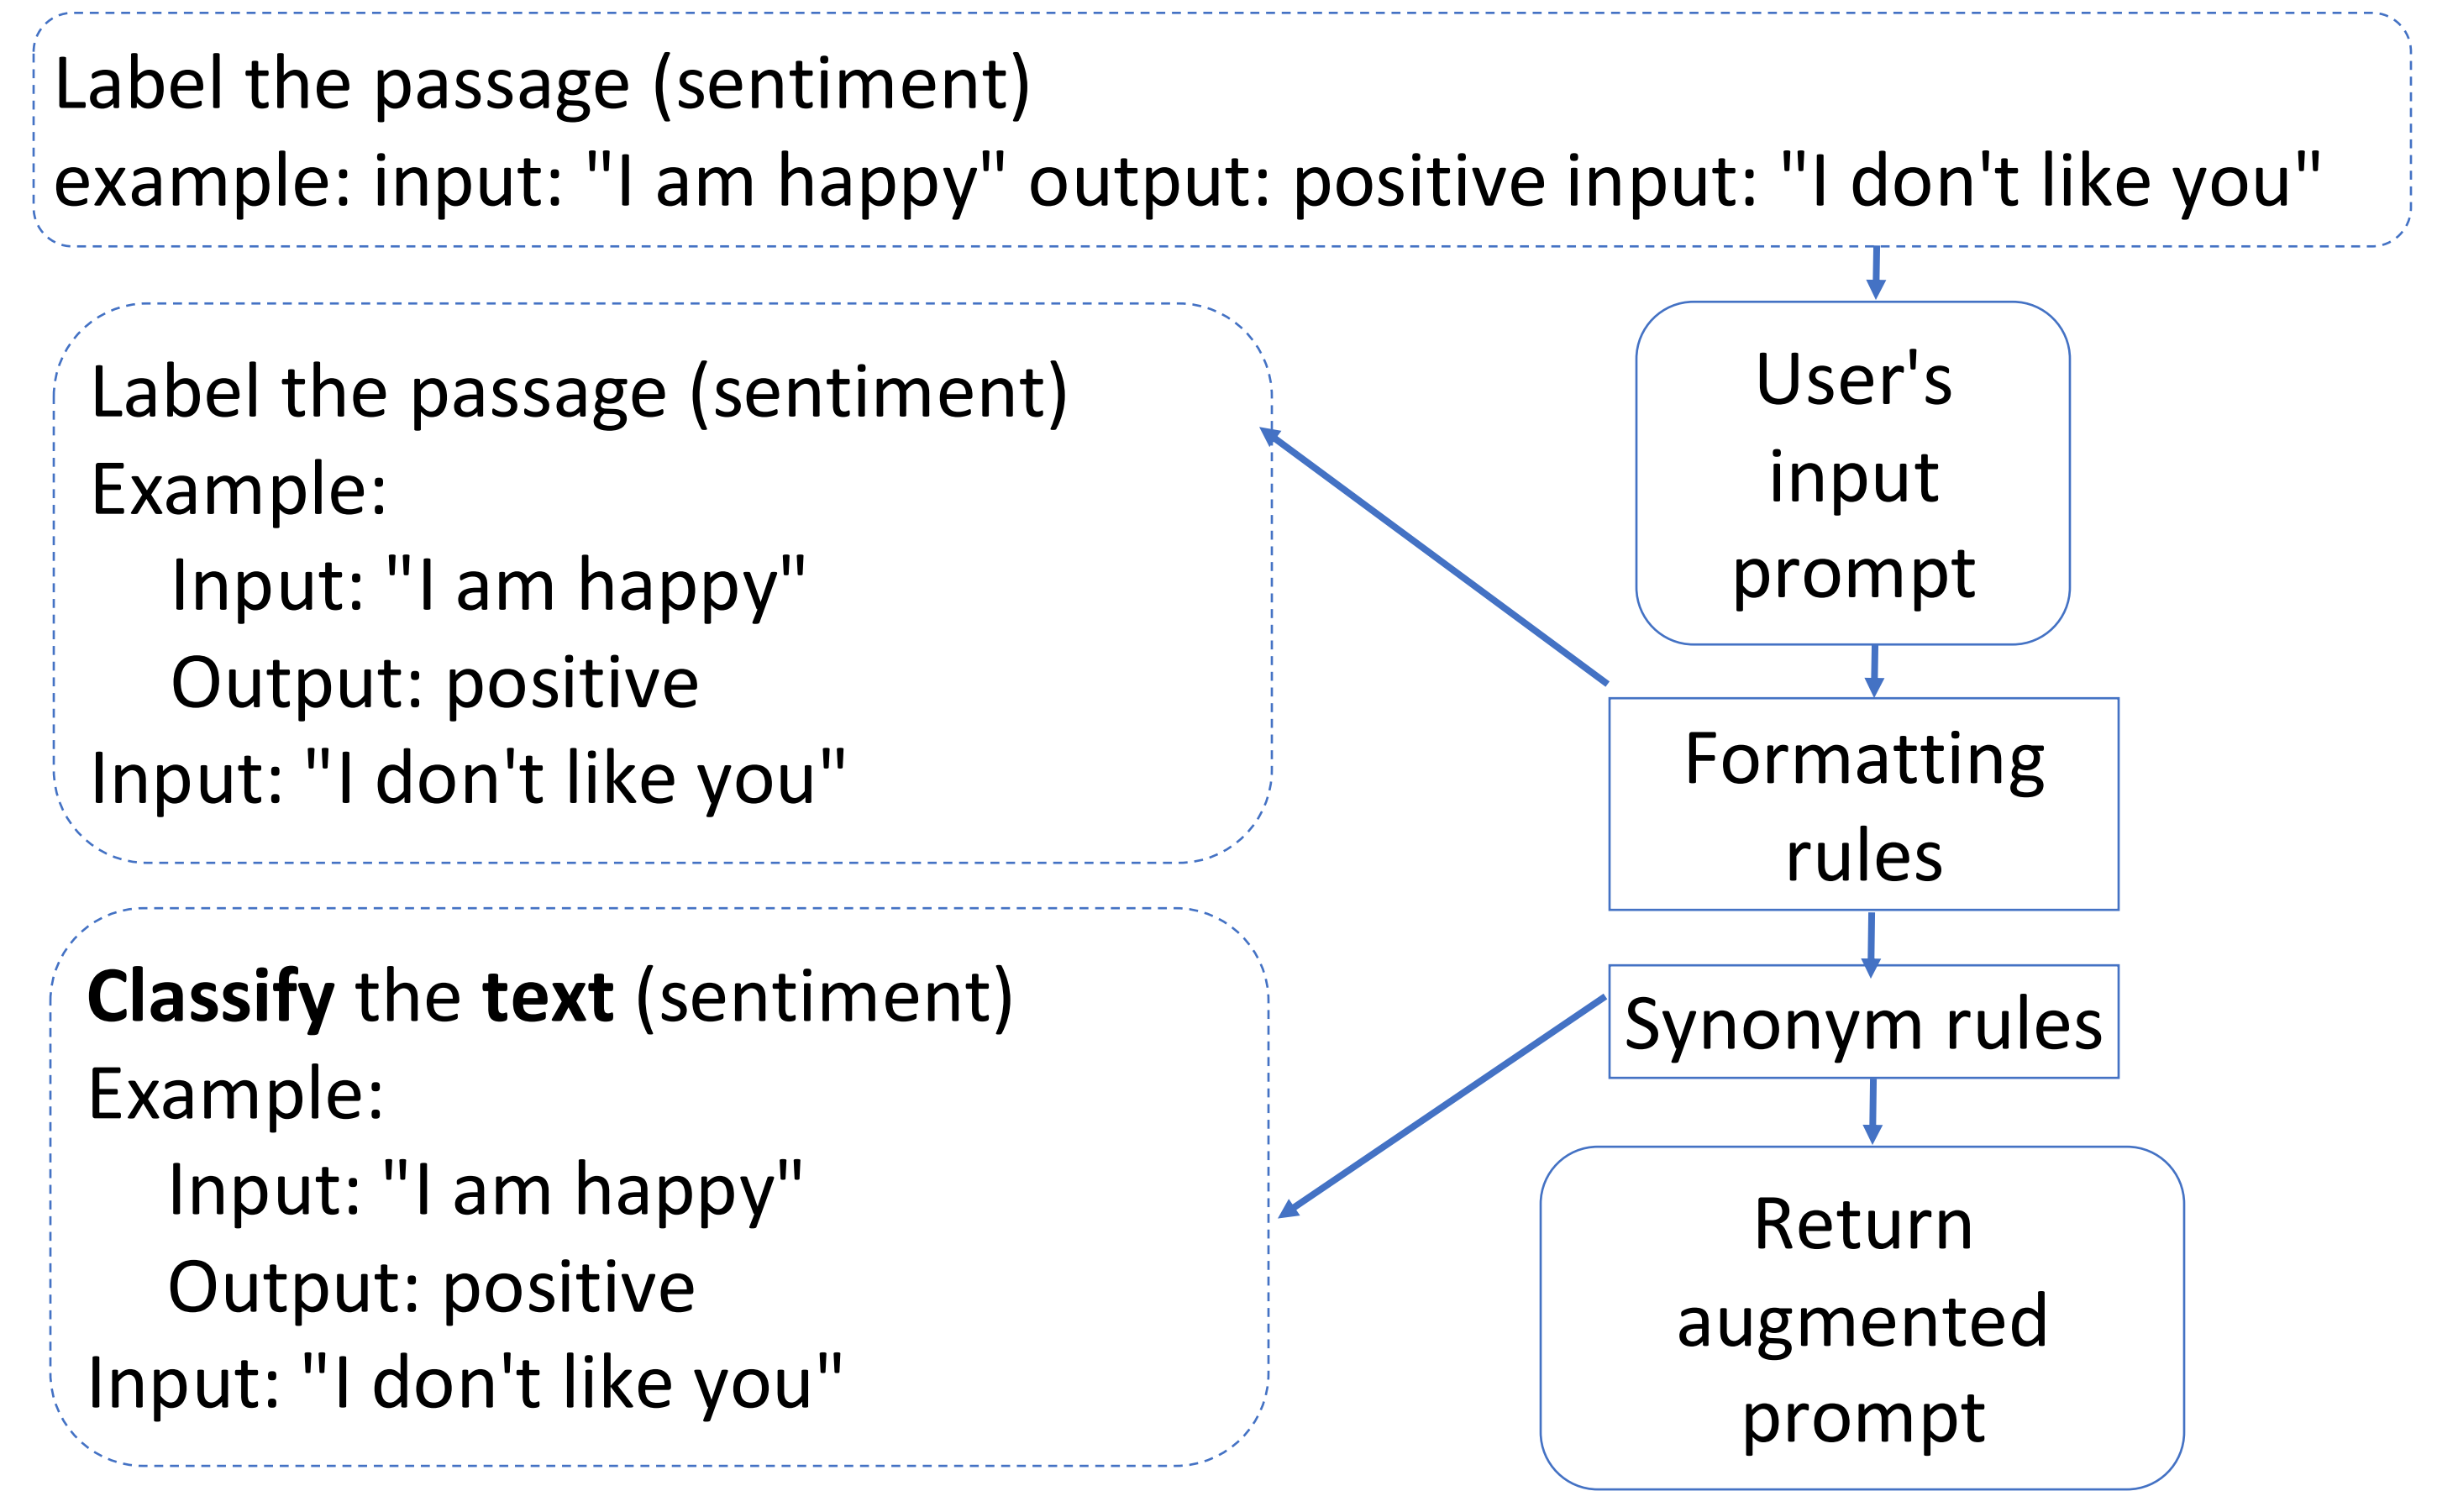 Label the passage (sentiment)
example: input: "I am happy" output: positive input: "I don't like you"
Label the passage (sentiment)
Example:
Input: "I am happy"
Output: positive
Input: "I don't like you"
Classify the text (sentiment)
Example:
Input: "I am happy"
Output: positive
Input: "I don't like you"
User's
input
prompt
Formatting
rules
Synonym rules
Return
augmented
prompt